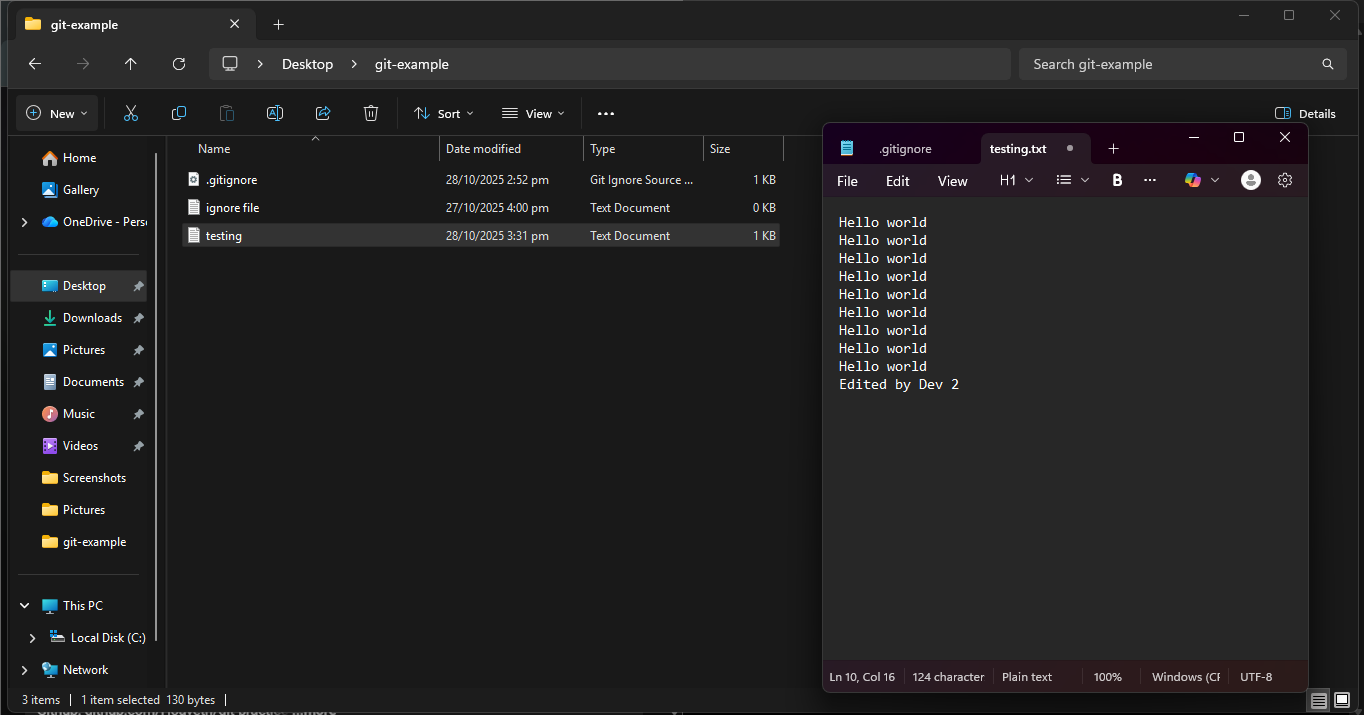 git-example
Desktop
git-example
Search git-example
New
Sort
View
Details
Home
Gallery
OneDrive - Pers
Desktop
Downloads
Pictures
Documents
Music
Videos
Screenshots
Pictures
git-example
This PC
Local Disk (C:)
Network
Name Date modified Type Size
.gitignore 28/10/2025 2:52 pm Git Ignore Source ... 1 KB
ignore file 27/10/2025 4:00 pm Text Document 0 KB
testing 28/10/2025 3:31 pm Text Document 1 KB
3 items 1 item selected 130 bytes
.gitignore
testing.txt
File Edit View H1 B
Hello world
Hello world
Hello world
Hello world
Hello world
Hello world
Hello world
Hello world
Hello world
Edited by Dev 2
Ln 10, Col 16 124 character Plain text 100% Windows (CF UTF-8